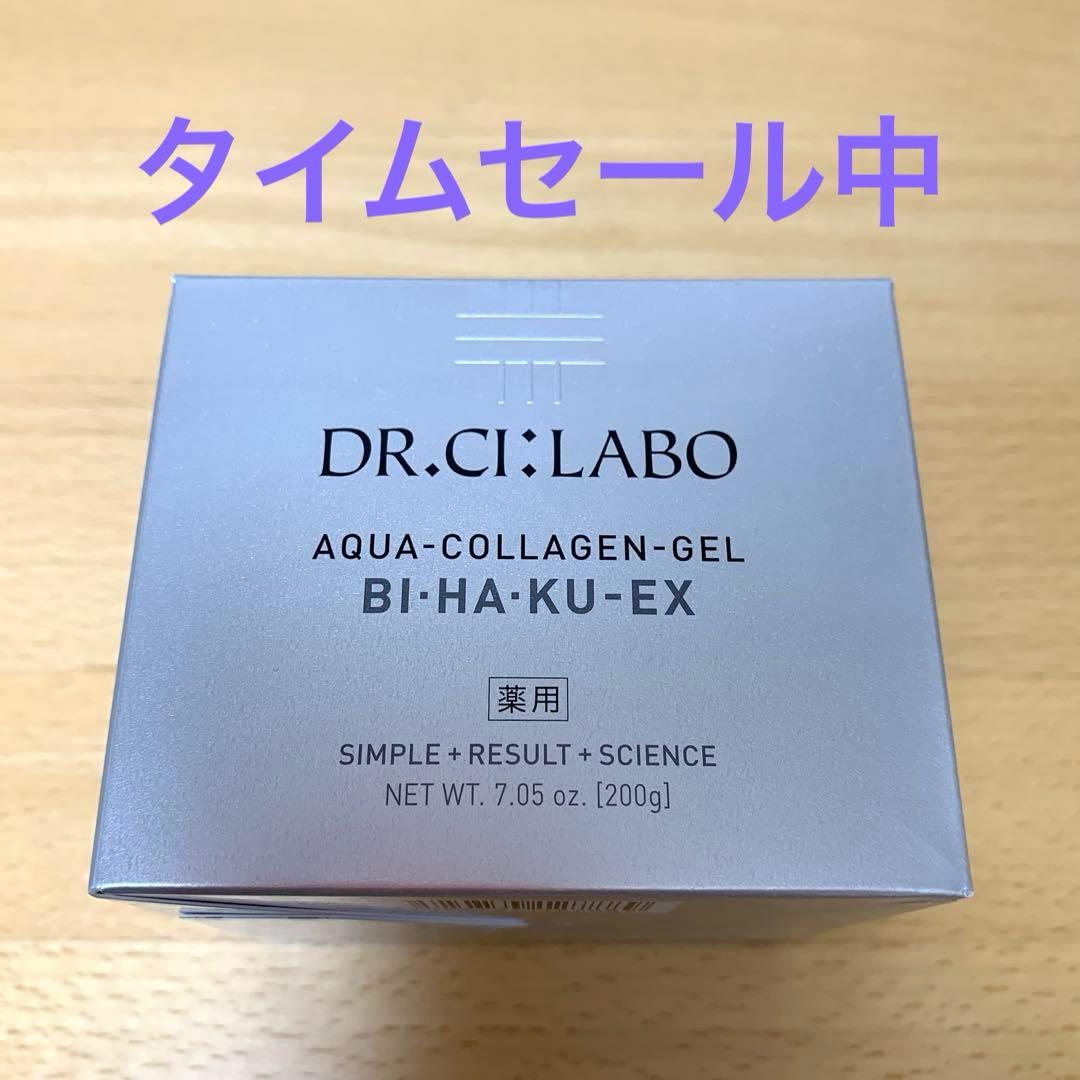 タイムセール中
DR.CI:LABO
AQUA-COLLAGEN-GEL
BI·HA·KU-EX
薬用
SIMPLE + RESULT + SCIENCE
NET WT. 7.05 oz. [200g]